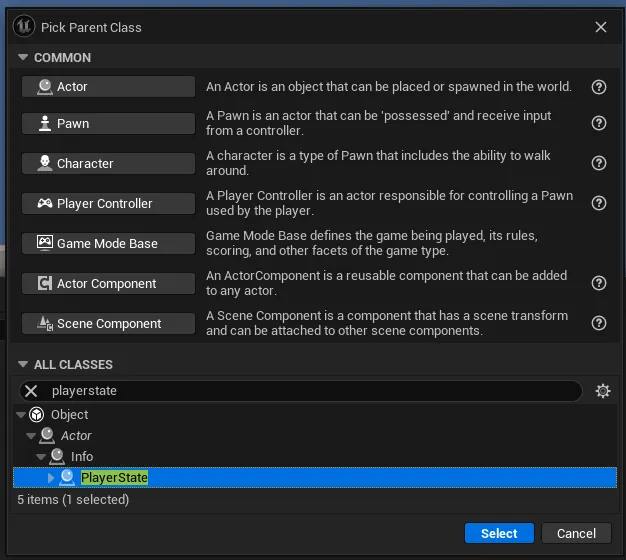 Pick Parent Class
COMMON
Actor
An Actor is an object that can be placed or spawned in the world.
Pawn
A Pawn is an actor that can be 'possessed' and receive input
from a controller.
Character
A character is a type of Pawn that includes the ability to walk
around.
Player Controller
A Player Controller is an actor responsible for controlling a Pawn
used by the player.
Game Mode Base
Game Mode Base defines the game being played, its rules,
scoring, and other facets of the game type.
Actor Component
An ActorComponent is a reusable component that can be added
to any actor.
Scene Component
A Scene Component is a component that has a scene transform
and can be attached to other scene components.
ALL CLASSES
playerstate
Object
Actor
Info
PlayerState
5 items (1 selected)
Select
Cancel